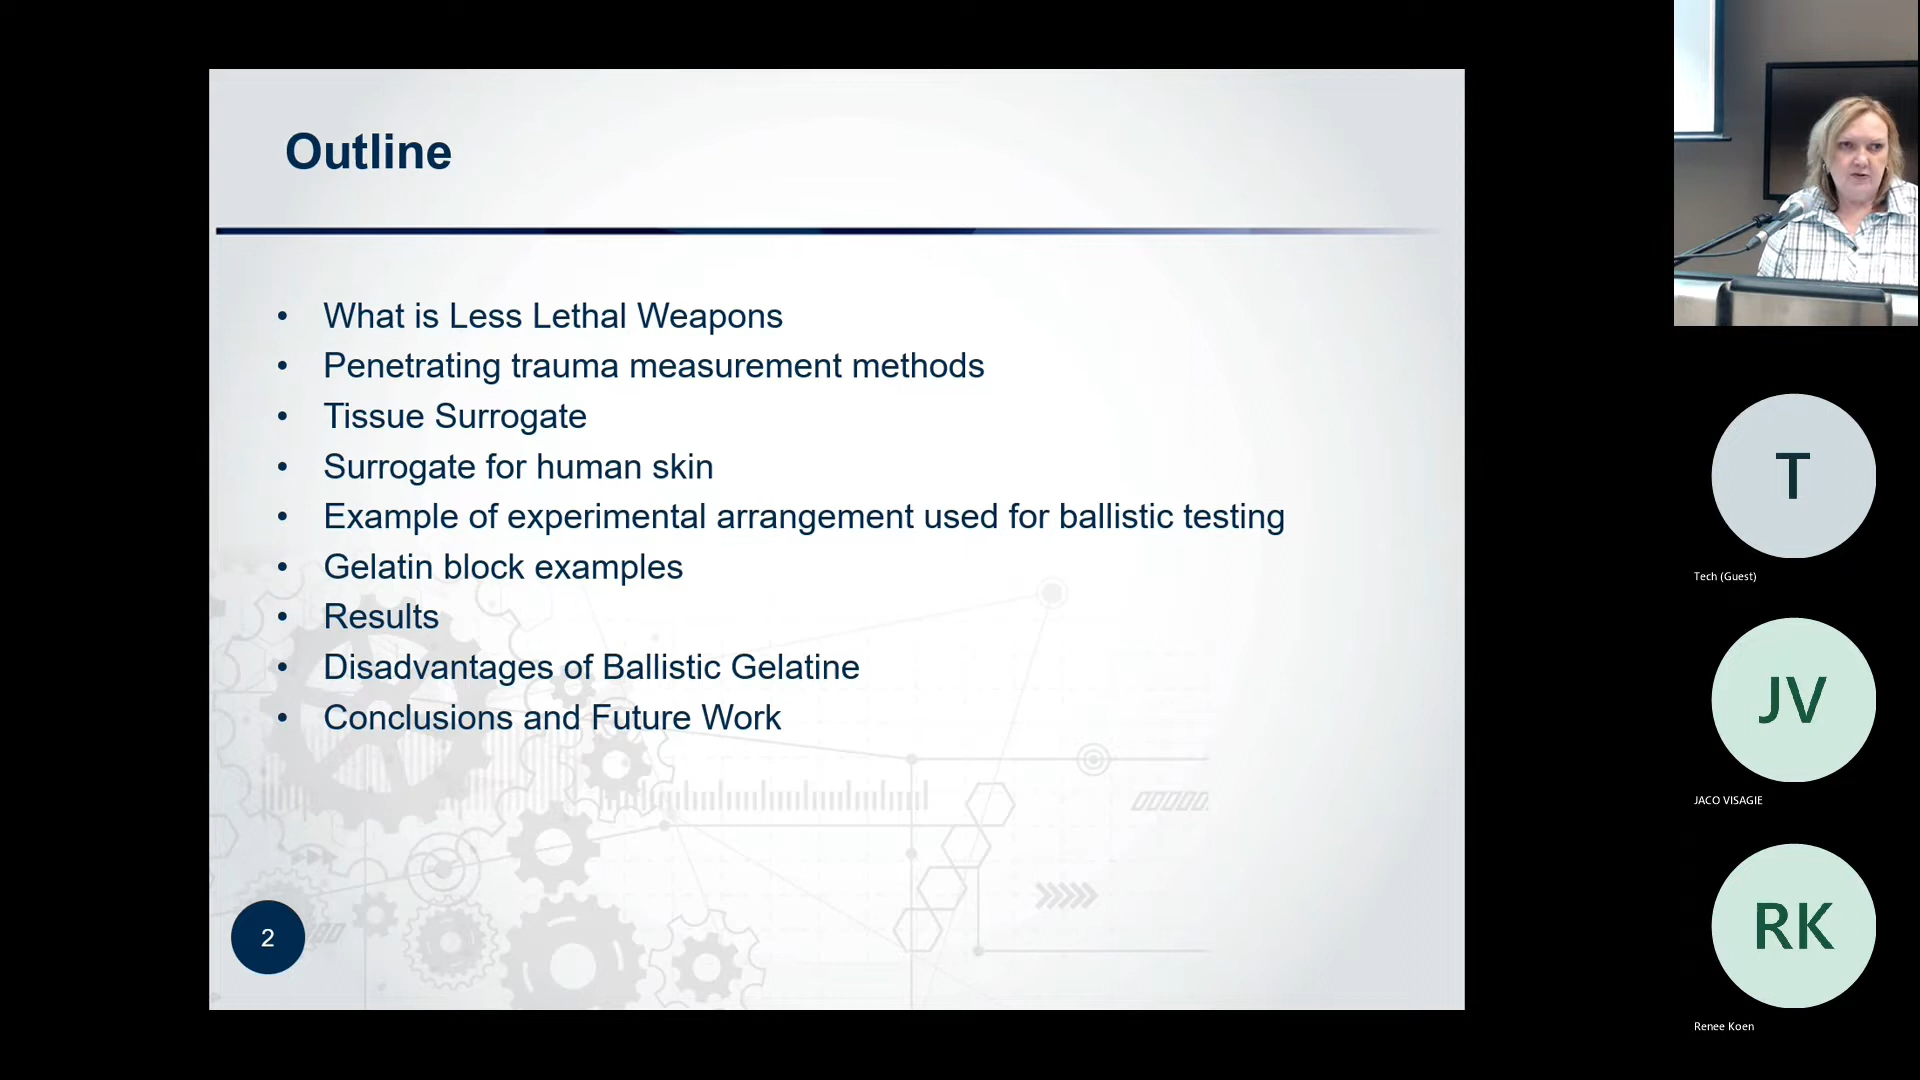 Outline
• What is Less Lethal Weapons
• Penetrating trauma measurement methods
• Tissue Surrogate
• Surrogate for human skin
• Example of experimental arrangement used for ballistic testing
• Gelatin block examples
• Results
• Disadvantages of Ballistic Gelatine
• Conclusions and Future Work
2
T
Tech (Guest)
JV
JACO VISAGIE
RK
Renee Koen